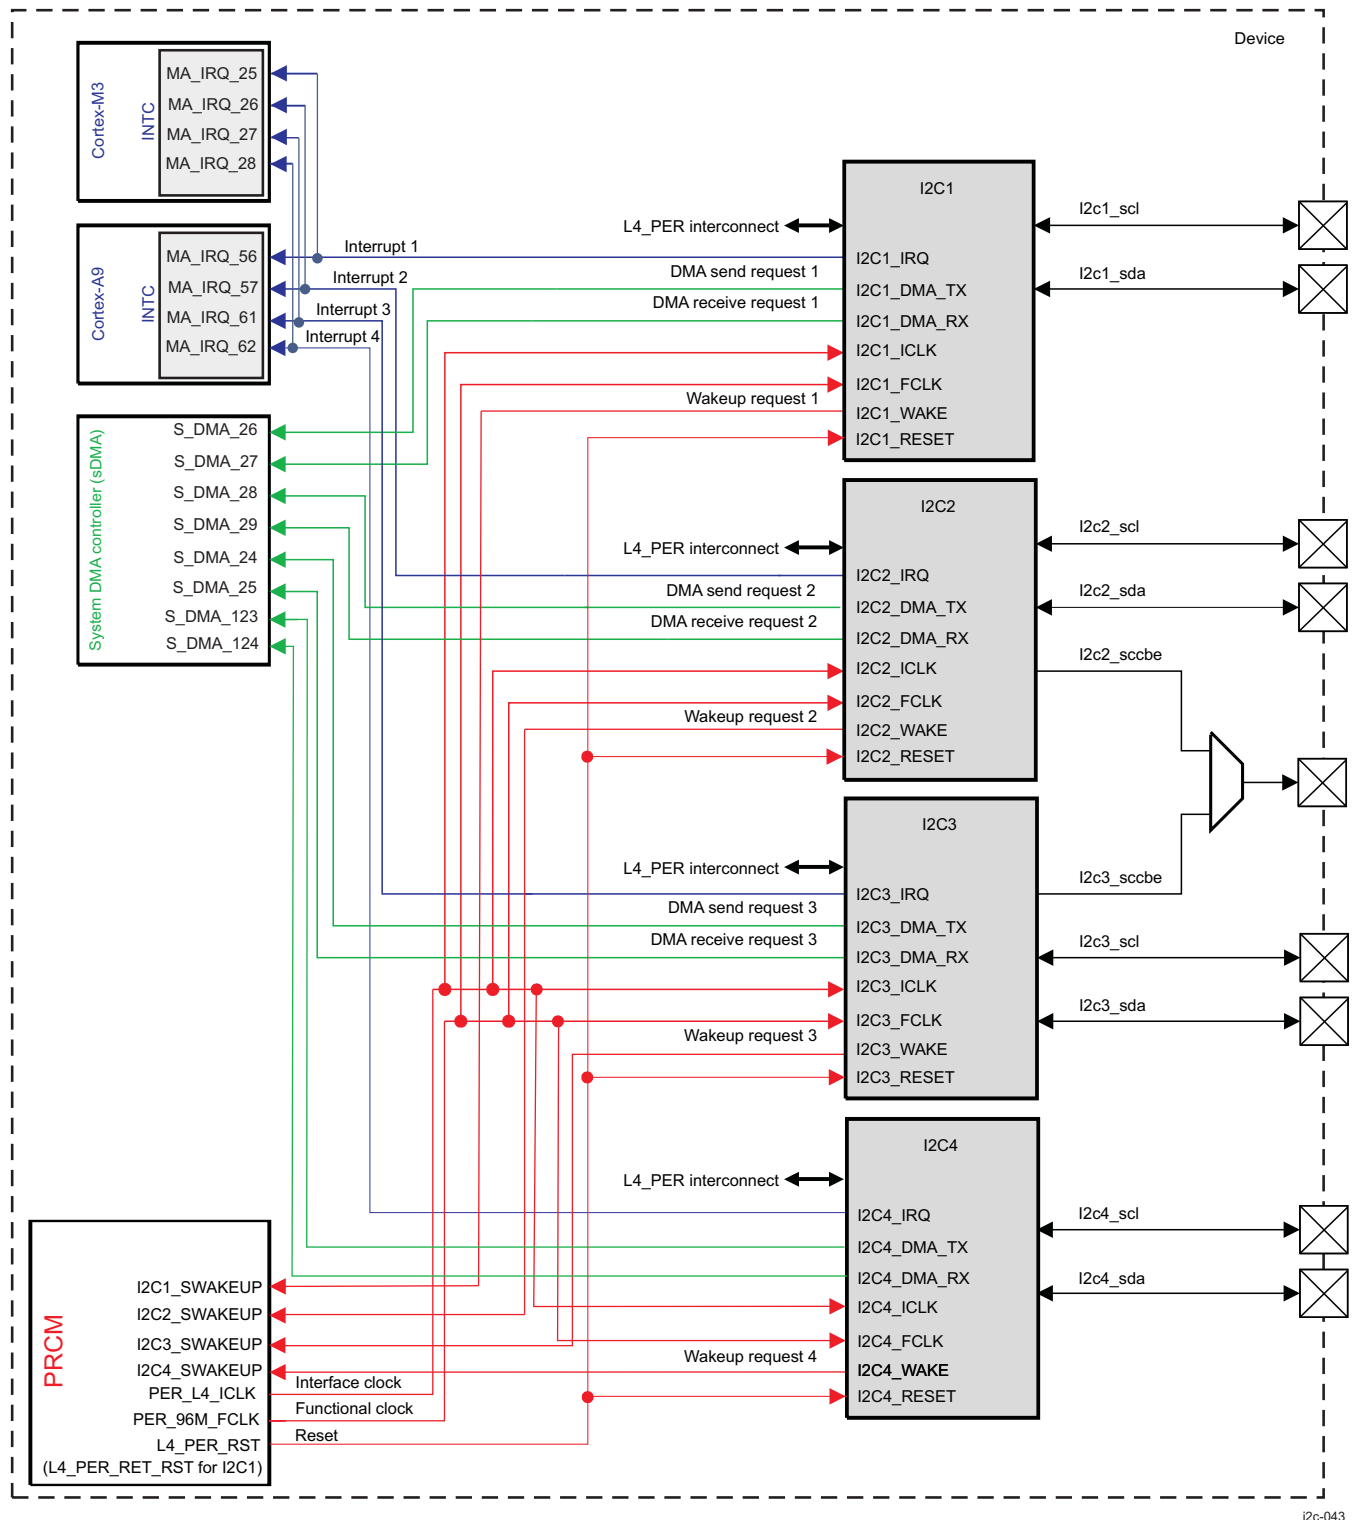 Device
Cortex-M3
INTC
MA_IRQ_25
MA_IRQ_26
MA_IRQ_27
MA_IRQ_28
Cortex-A9
INTC
MA_IRQ_56
MA_IRQ_57
MA_IRQ_61
MA_IRQ_62
Interrupt 1
Interrupt 2
Interrupt 3
Interrupt 4
System DMA controller (sDMA)
S_DMA_26
S_DMA_27
S_DMA_28
S_DMA_29
S_DMA_24
S_DMA_25
S_DMA_123
S_DMA_124
I2C1
L4_PER interconnect
I2C1_IRQ
DMA send request 1
I2C1_DMA_TX
DMA receive request 1
I2C1_DMA_RX
I2C1_ICLK
I2C1_FCLK
Wakeup request 1
I2C1_WAKE
I2C1_RESET
I2c1_scl
I2c1_sda
I2C2
L4_PER interconnect
I2C2_IRQ
DMA send request 2
I2C2_DMA_TX
DMA receive request 2
I2C2_DMA_RX
I2C2_ICLK
I2C2_FCLK
Wakeup request 2
I2C2_WAKE
I2C2_RESET
I2c2_scl
I2c2_sda
I2c2_sccbe
I2C3
L4_PER interconnect
I2C3_IRQ
DMA send request 3
I2C3_DMA_TX
DMA receive request 3
I2C3_DMA_RX
I2C3_ICLK
I2C3_FCLK
Wakeup request 3
I2C3_WAKE
I2C3_RESET
I2c3_sccbe
I2c3_scl
I2c3_sda
I2C4
L4_PER interconnect
I2C4_IRQ
I2C4_DMA_TX
I2C4_DMA_RX
I2C4_ICLK
I2C4_FCLK
Wakeup request 4
I2C4_WAKE
I2C4_RESET
I2c4_scl
I2c4_sda
PRCM
I2C1_SWAKEUP
I2C2_SWAKEUP
I2C3_SWAKEUP
I2C4_SWAKEUP
PER_L4_ICLK
PER_96M_FCLK
L4_PER_RST
(L4_PER_RET_RST for I2C1)
Interface clock
Functional clock
Reset
i2c-043